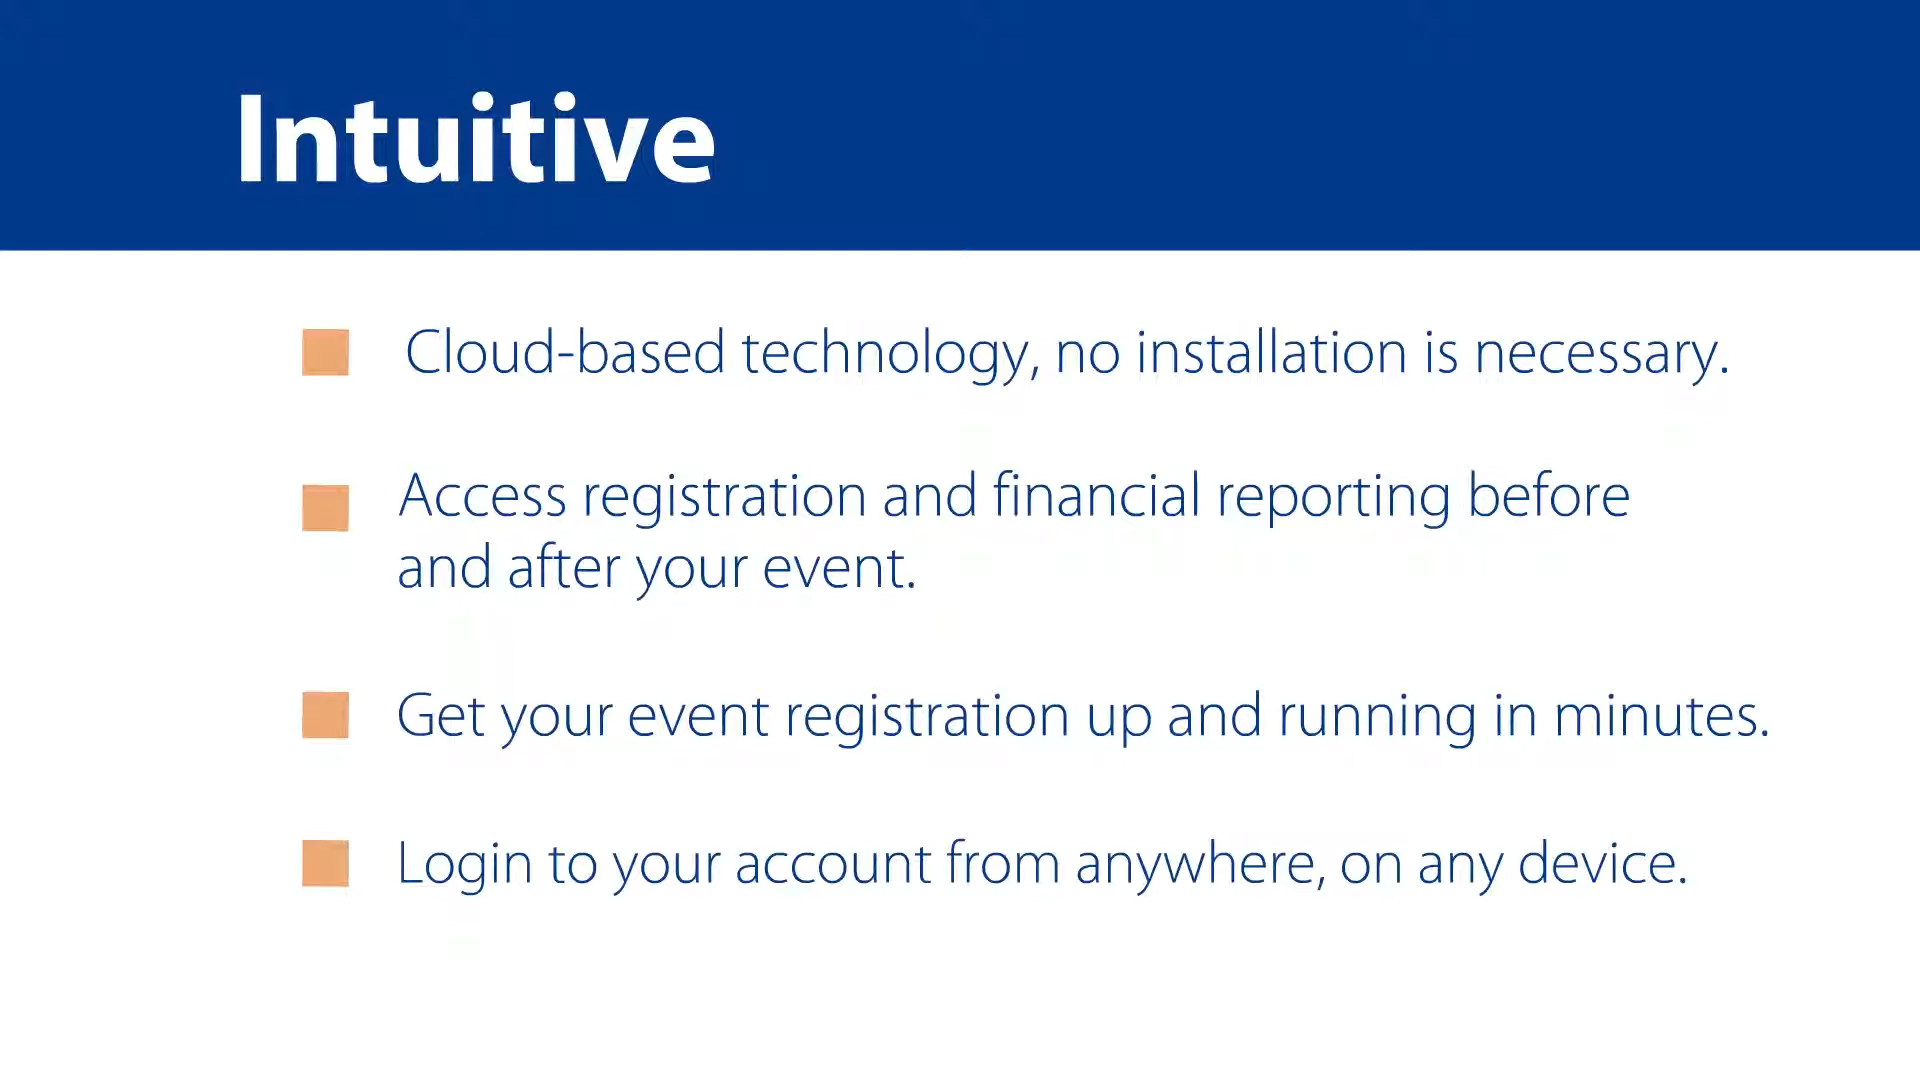 Intuitive
Cloud-based technology, no installation is necessary.
Access registration and financial reporting before
and after your event.
Get your event registration up and running in minutes.
Login to your account from anywhere, on any device.